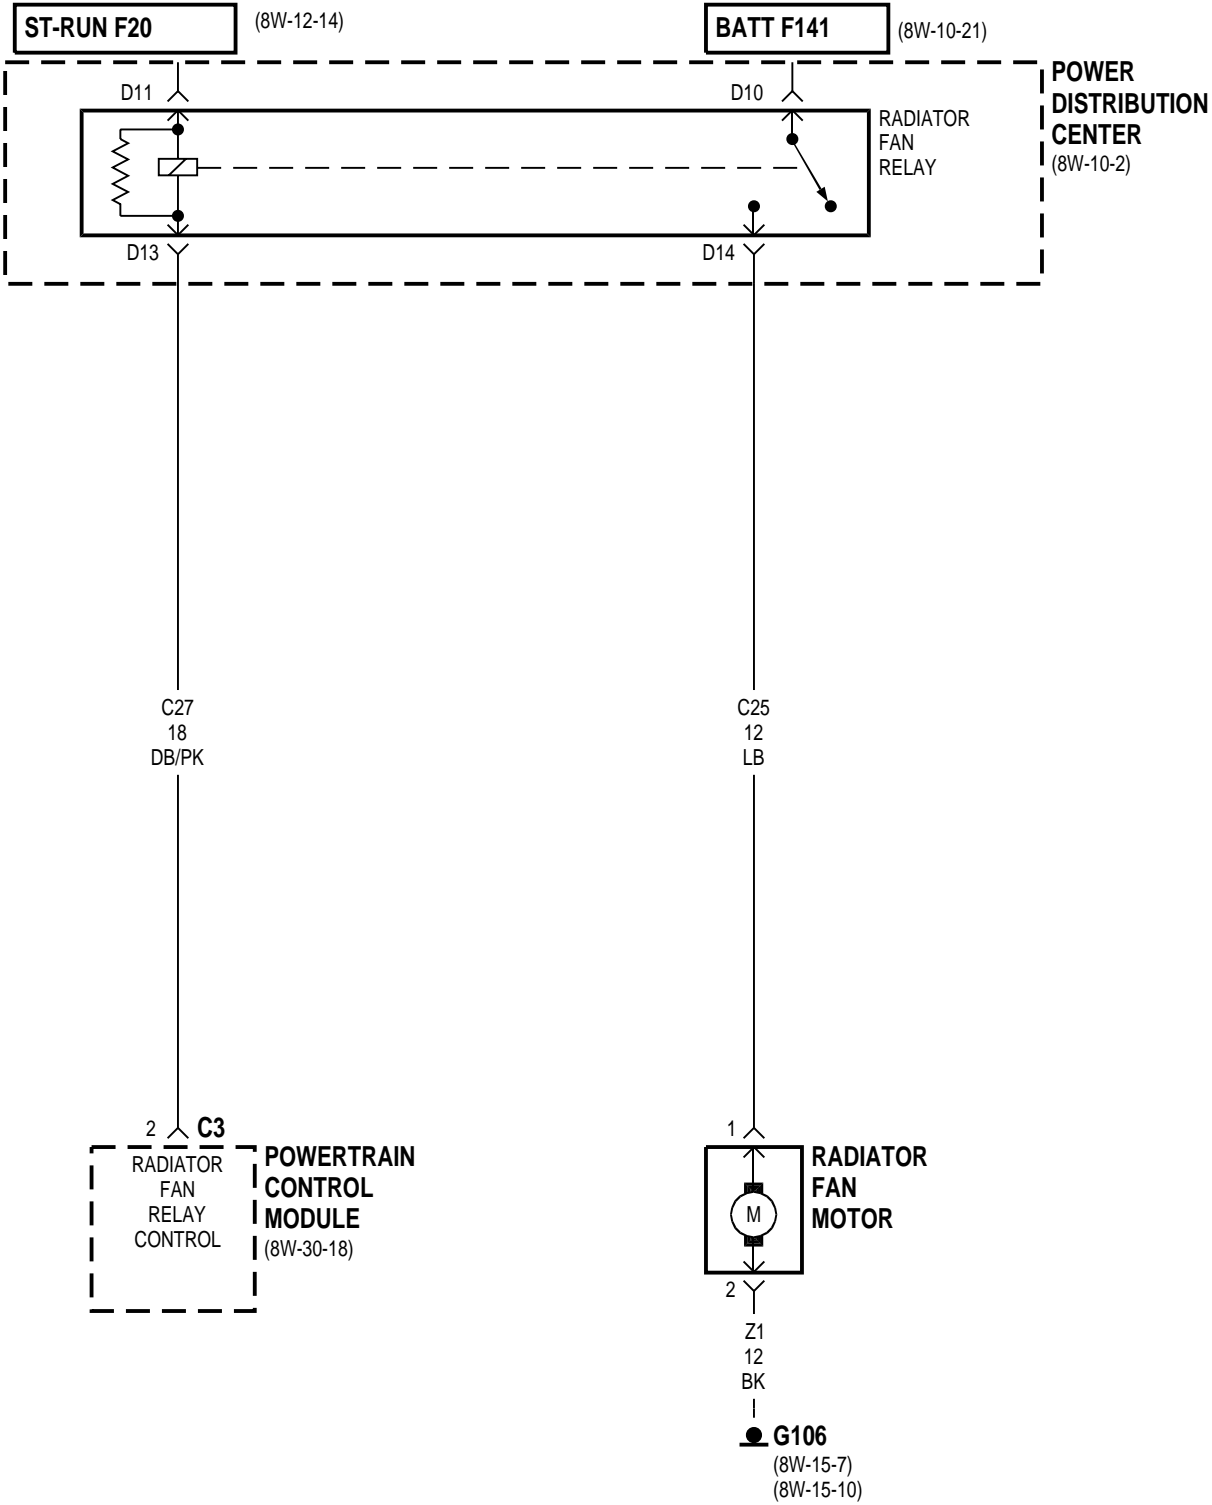 ST-RUN F20
(8W-12-14)
BATT F141
(8W-10-21)
POWER
DISTRIBUTION
CENTER
(8W-10-2)
D11
D10
RADIATOR
FAN
RELAY
D13
D14
C27
18
DB/PK
C25
12
LB
2
C3
RADIATOR
FAN
RELAY
CONTROL
POWERTRAIN
CONTROL
MODULE
(8W-30-18)
1
M
RADIATOR
FAN
MOTOR
2
Z1
12
BK
G106
(8W-15-7)
(8W-15-10)